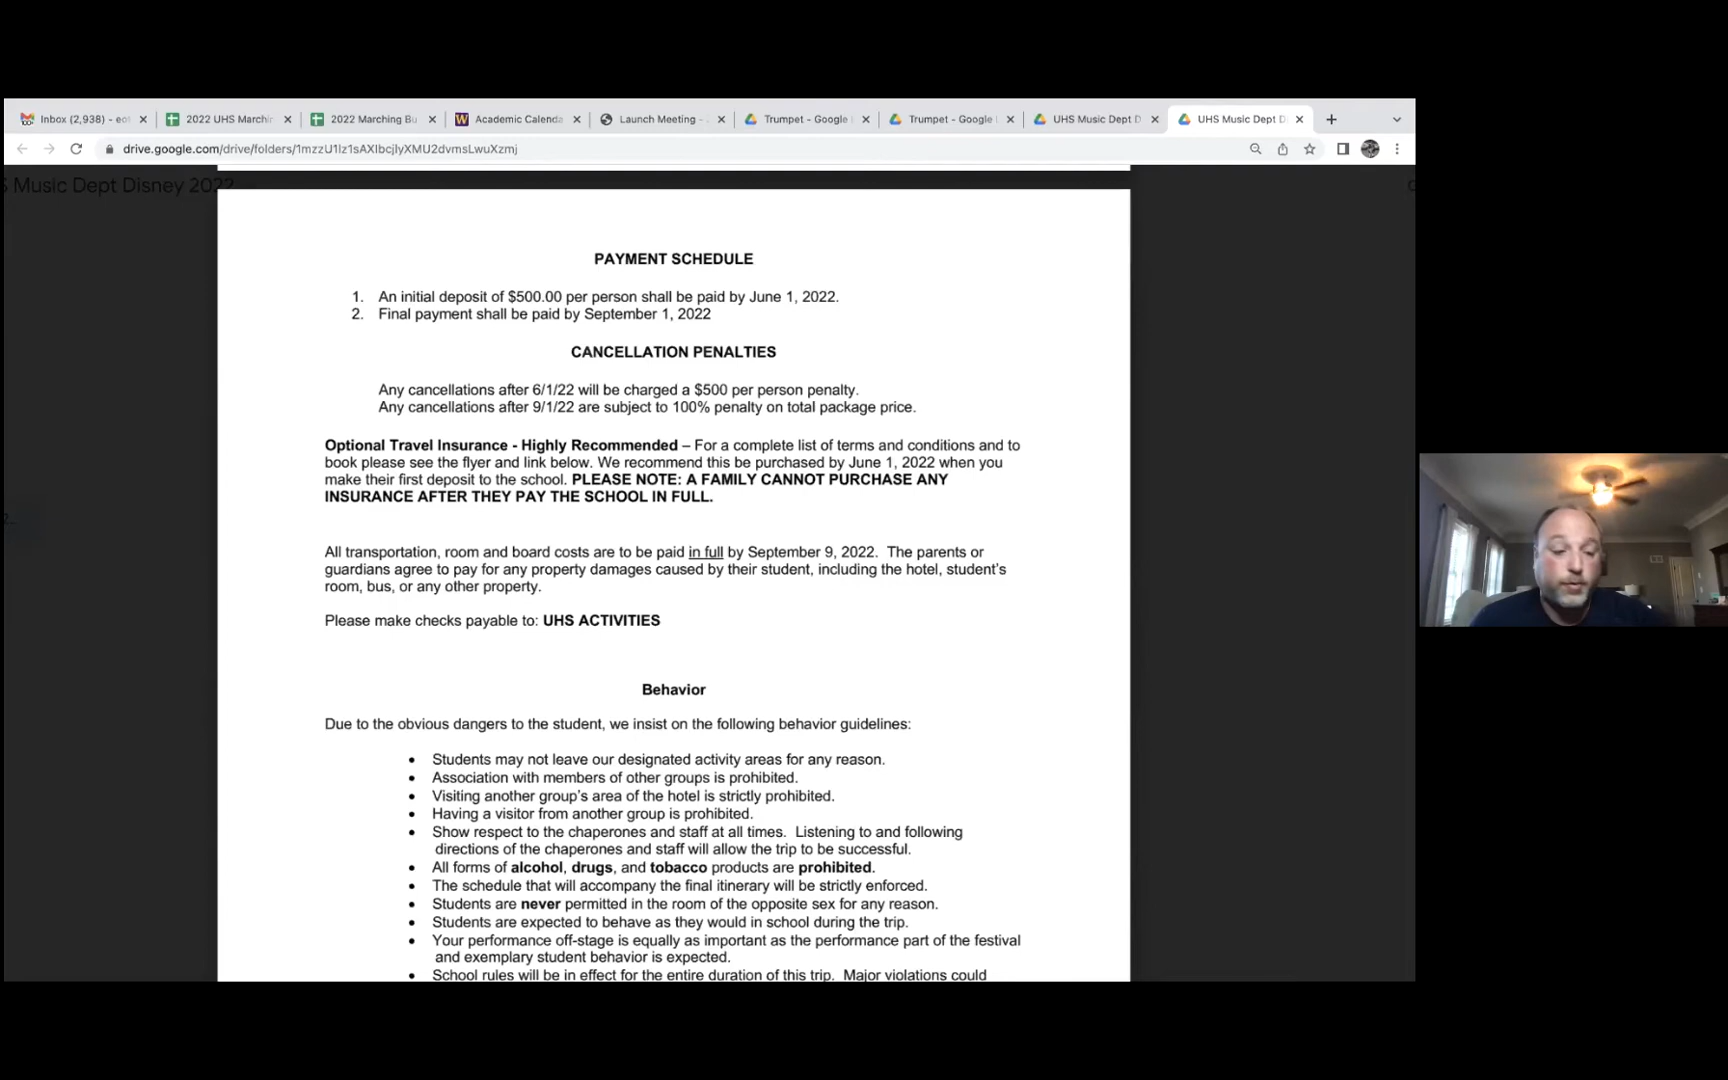 Inbox (2,938) - eo
2022 UHS Marchin
2022 Marching Bu
Academic Calenda
Launch Meeting -
Trumpet - Google
Trumpet - Google
UHS Music Dept D
UHS Music Dept D
drive.google.com/drive/folders/1mzzU1Iz1sAXIbcjIyXMU2dvmsLwuXzmj
S Music Dept Disney 2022
PAYMENT SCHEDULE
1. An initial deposit of $500.00 per person shall be paid by June 1, 2022.
2. Final payment shall be paid by September 1, 2022
CANCELLATION PENALTIES
Any cancellations after 6/1/22 will be charged a $500 per person penalty.
Any cancellations after 9/1/22 are subject to 100% penalty on total package price.
Optional Travel Insurance - Highly Recommended – For a complete list of terms and conditions and to
book please see the flyer and link below. We recommend this be purchased by June 1, 2022 when you
make their first deposit to the school. PLEASE NOTE: A FAMILY CANNOT PURCHASE ANY
INSURANCE AFTER THEY PAY THE SCHOOL IN FULL.
All transportation, room and board costs are to be paid in full by September 9, 2022. The parents or
guardians agree to pay for any property damages caused by their student, including the hotel, student's
room, bus, or any other property.
Please make checks payable to: UHS ACTIVITIES
Behavior
Due to the obvious dangers to the student, we insist on the following behavior guidelines:
• Students may not leave our designated activity areas for any reason.
• Association with members of other groups is prohibited.
• Visiting another group's area of the hotel is strictly prohibited.
• Having a visitor from another group is prohibited.
• Show respect to the chaperones and staff at all times. Listening to and following
directions of the chaperones and staff will allow the trip to be successful.
• All forms of alcohol, drugs, and tobacco products are prohibited.
• The schedule that will accompany the final itinerary will be strictly enforced.
• Students are never permitted in the room of the opposite sex for any reason.
• Students are expected to behave as they would in school during the trip.
• Your performance off-stage is equally as important as the performance part of the festival
and exemplary student behavior is expected.
• School rules will be in effect for the entire duration of this trip. Major violations could